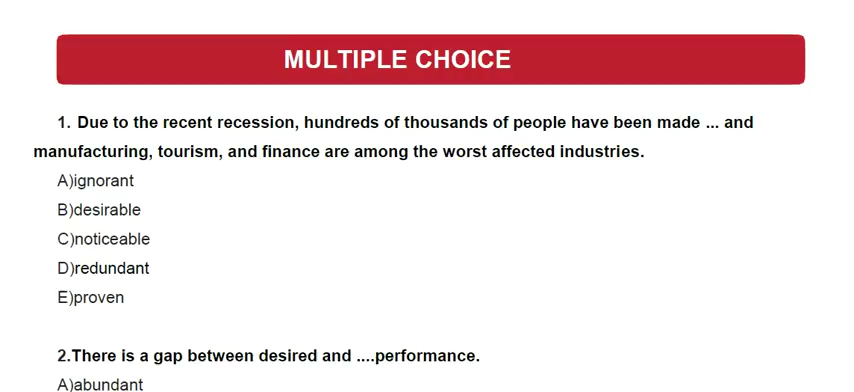 MULTIPLE CHOICE
1. Due to the recent recession, hundreds of thousands of people have been made ... and
manufacturing, tourism, and finance are among the worst affected industries.
A)ignorant
B)desirable
C)noticeable
D)redundant
E)proven
2.There is a gap between desired and ....performance.
A)abundant